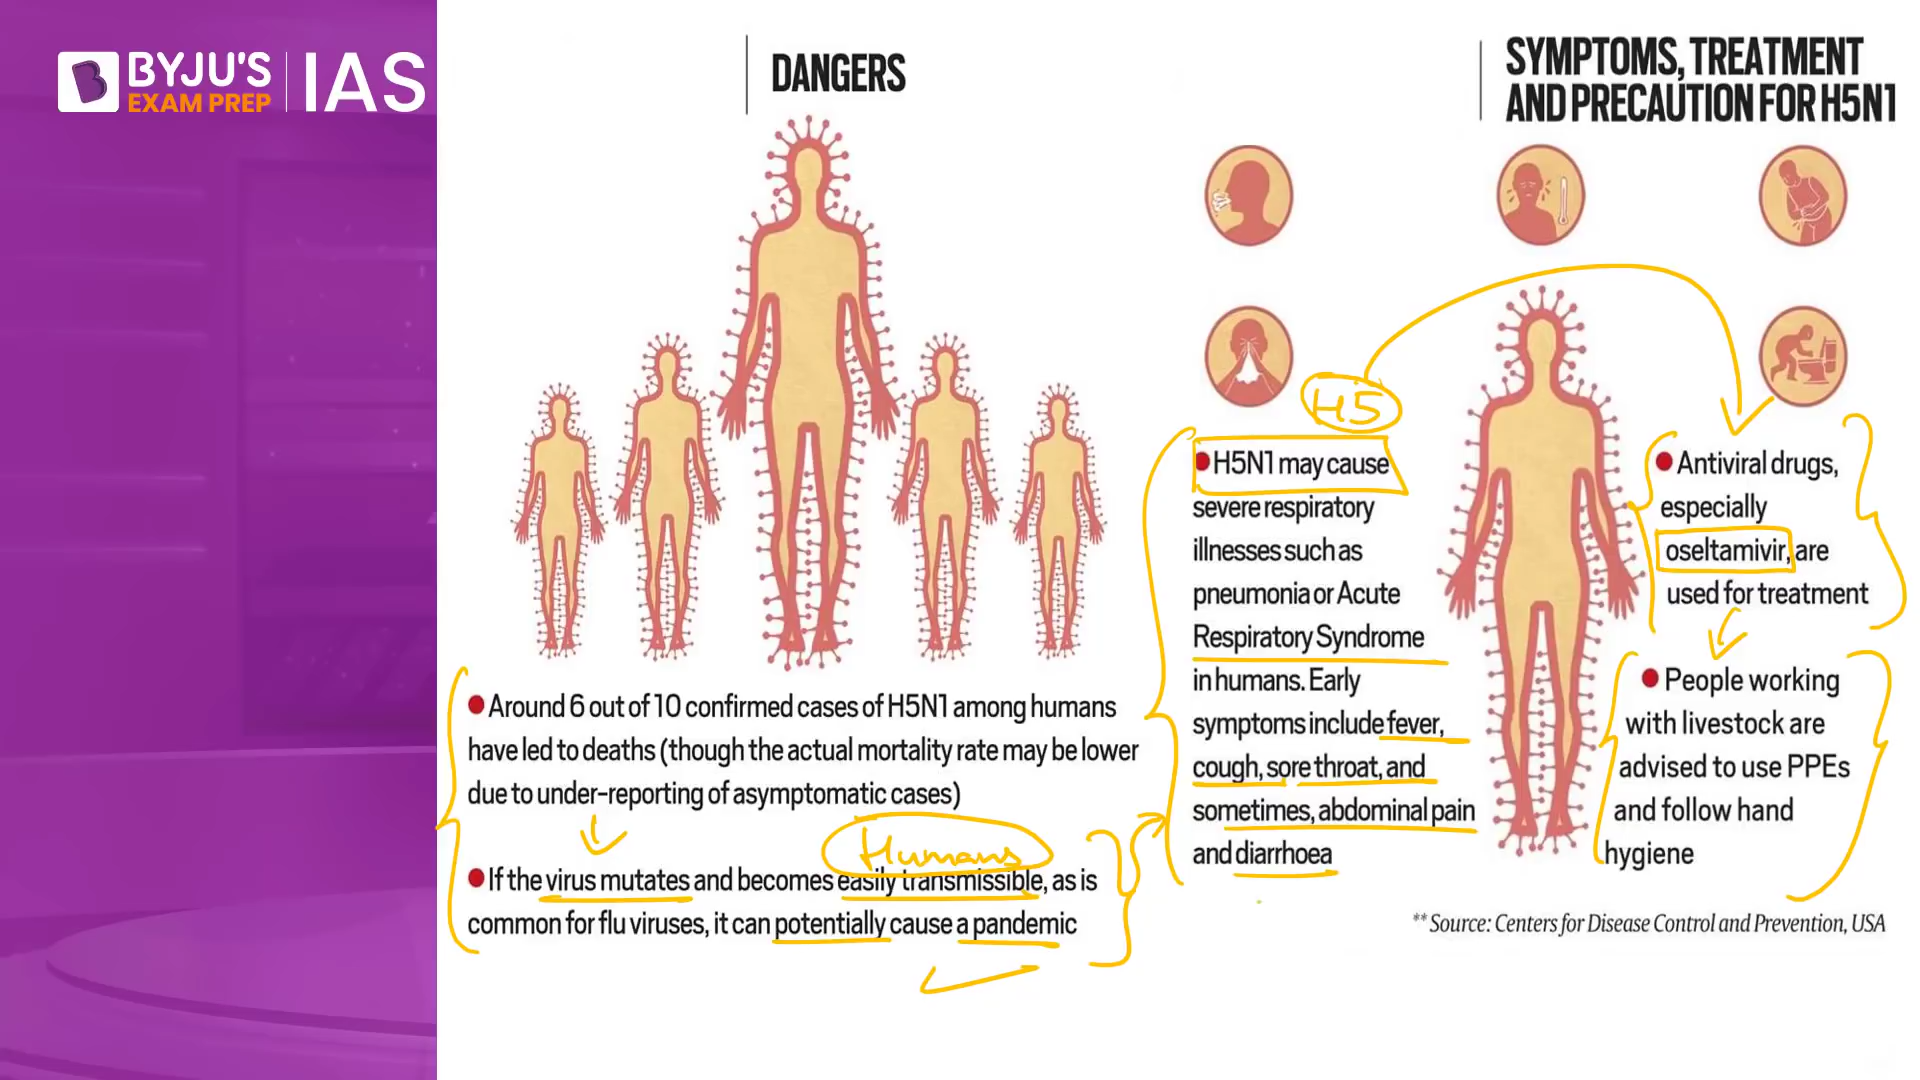 BYJU'S
EXAM PREP
IAS
DANGERS
Around 6 out of 10 confirmed cases of H5N1 among humans
have led to deaths (though the actual mortality rate may be lower
due to under-reporting of asymptomatic cases)
Humans
If the virus mutates and becomes easily transmissible, as is
common for flu viruses, it can potentially cause a pandemic
SYMPTOMS, TREATMENT
AND PRECAUTION FOR H5N1
H5
H5N1 may cause
severe respiratory
illnesses such as
pneumonia or Acute
Respiratory Syndrome
in humans. Early
symptoms include fever,
cough, sore throat, and
sometimes, abdominal pain
and diarrhoea
Antiviral drugs,
especially
oseltamivir, are
used for treatment
People working
with livestock are
advised to use PPEs
and follow hand
hygiene
** Source: Centers for Disease Control and Prevention, USA